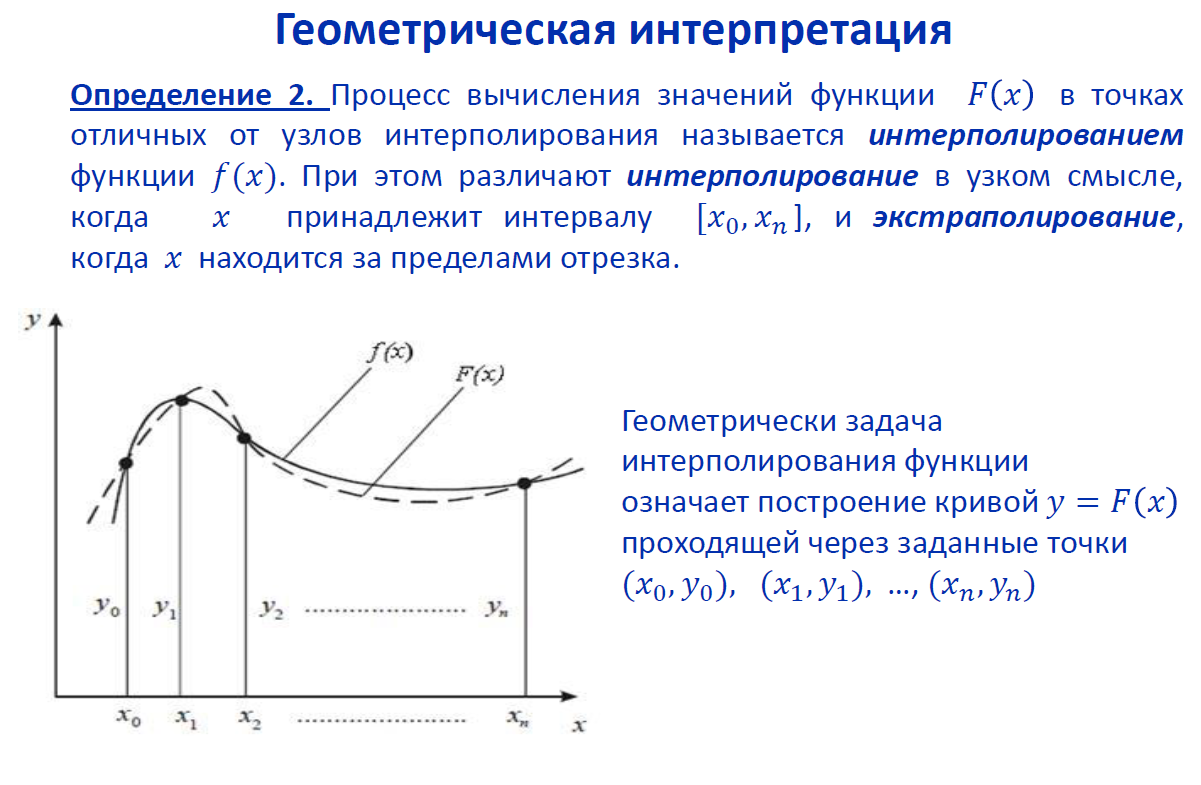 Геометрическая интерпретация
Определение 2. Процесс вычисления значений функции F(x) в точках
отличных от узлов интерполирования называется интерполированием
функции f(x). При этом различают интерполирование в узком смысле,
когда x принадлежит интервалу [x₀, xₙ], и экстраполирование,
когда x находится за пределами отрезка.
y
f(x)
F(x)
y₀ y₁ y₂ ........................ yₙ
x₀ x₁ x₂ ......................... xₙ x
Геометрически задача
интерполирования функции
означает построение кривой y = F(x)
проходящей через заданные точки
(x₀, y₀), (x₁, y₁), …, (xₙ, yₙ)